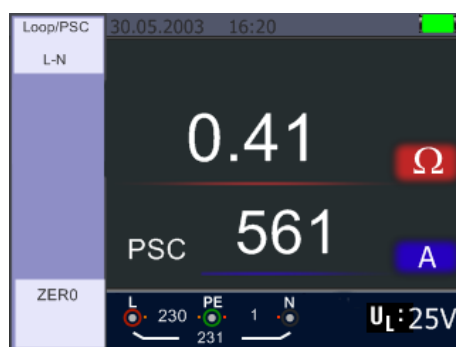 Loop/PSC 30.05.2003 16:20
L-N
0.41 Ω
PSC 561 A
ZER0
L PE N
230 1
231
UL: 25V